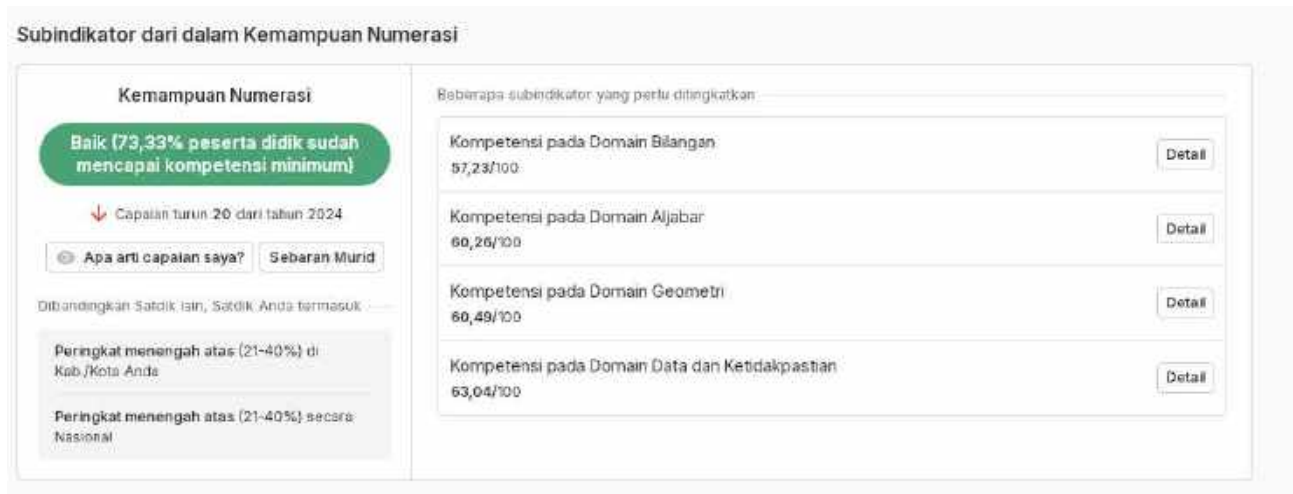 Subindikator dari dalam Kemampuan Numerasi
Kemampuan Numerasi
Baik (73,33% peserta didik sudah
mencapai kompetensi minimum)
Capaian turun 20 dari tahun 2024
Apa arti capaian saya?
Sebaran Murid
Dibandingkan Satdik lain, Satdik Anda termasuk
Peringkat menengah atas (21-40%) di
Kab./Kota Anda
Peringkat menengah atas (21-40%) secara
Nasional
Beberapa subindikator yang perlu ditingkatkan
Kompetensi pada Domain Bilangan
57,23/100
Detail
Kompetensi pada Domain Aljabar
60,26/100
Detail
Kompetensi pada Domain Geometri
60,49/100
Detail
Kompetensi pada Domain Data dan Ketidakpastian
63,04/100
Detail